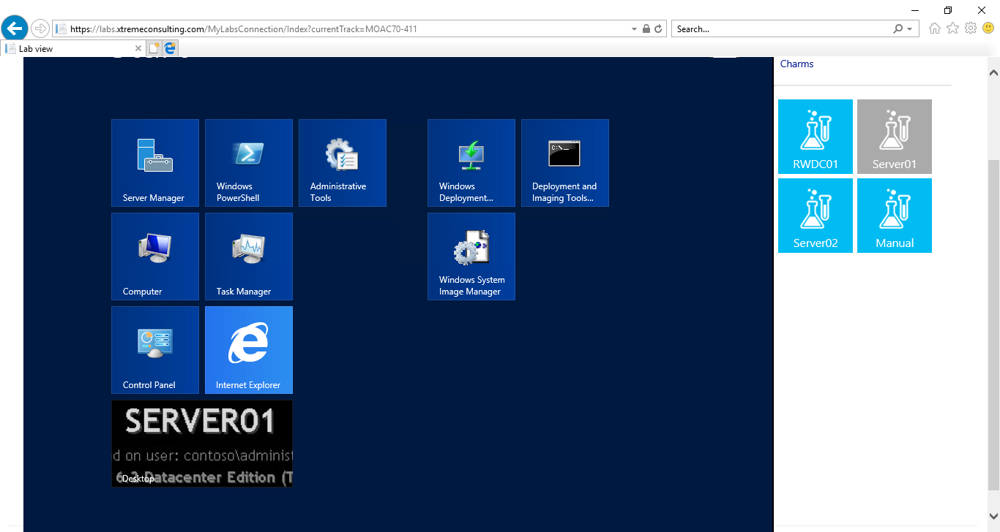 https://labs.xtremeconsulting.com/MyLabsConnection/Index?currentTrack=MOAC70-411
Search...
Lab view
Charms
Server Manager
Windows
PowerShell
Administrative
Tools
Windows
Deployment...
C:\_
Deployment and
Imaging Tools...
RWDC01
Server01
Server02
Manual
Computer
Task Manager
Windows System
Image Manager
Control Panel
Internet Explorer
SERVER01
d on user: contoso\administ
Datacenter Edition (T
Desktop